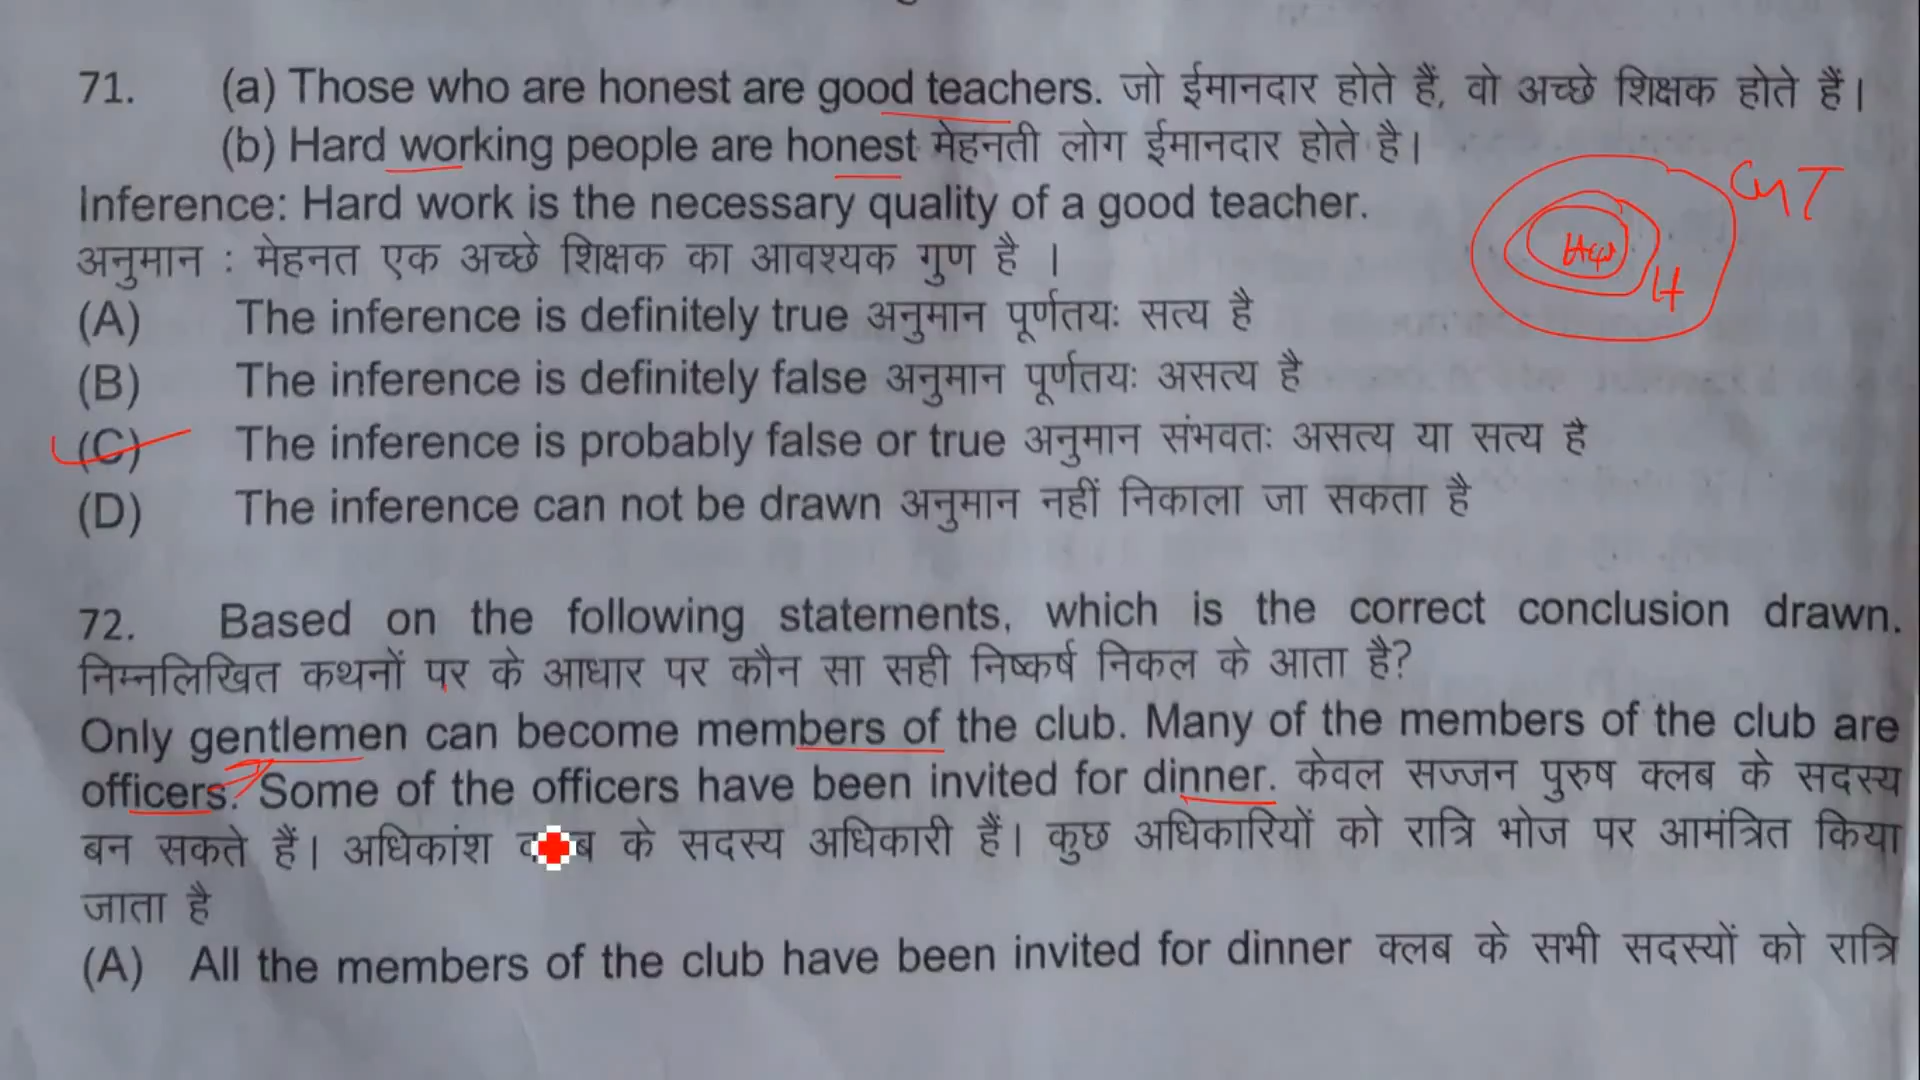 71. (a) Those who are honest are good teachers. जो ईमानदार होते हैं, वो अच्छे शिक्षक होते हैं।
(b) Hard working people are honest मेहनती लोग ईमानदार होते है।
Inference: Hard work is the necessary quality of a good teacher.
अनुमान : मेहनत एक अच्छे शिक्षक का आवश्यक गुण है ।
(A) The inference is definitely true अनुमान पूर्णतयः सत्य है
(B) The inference is definitely false अनुमान पूर्णतयः असत्य है
(C) The inference is probably false or true अनुमान संभवतः असत्य या सत्य है
(D) The inference can not be drawn अनुमान नहीं निकाला जा सकता है
H
72. Based on the following statements, which is the correct conclusion drawn.
निम्नलिखित कथनों पर के आधार पर कौन सा सही निष्कर्ष निकल के आता है?
Only gentlemen can become members of the club. Many of the members of the club are
officers. Some of the officers have been invited for dinner. केवल सज्जन पुरुष क्लब के सदस्य
बन सकते हैं। अधिकांश के सदस्य अधिकारी हैं। कुछ अधिकारियों को रात्रि भोज पर आमंत्रित किया
जाता है
(A) All the members of the club have been invited for dinner क्लब के सभी सदस्यों को रात्रि